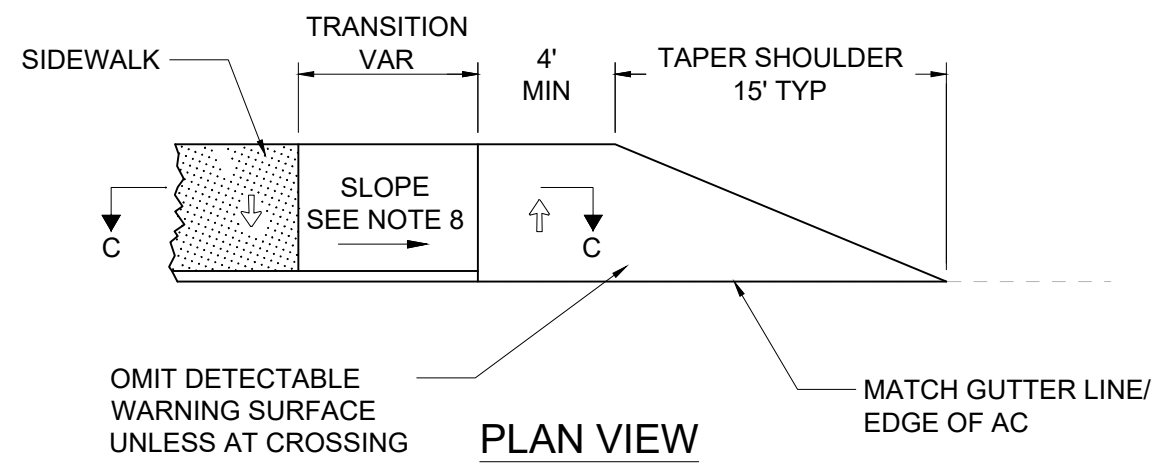 TRANSITION
VAR
SIDEWALK
4'
MIN
TAPER SHOULDER
15' TYP
SLOPE
SEE NOTE 8
C
C
OMIT DETECTABLE
WARNING SURFACE
UNLESS AT CROSSING
MATCH GUTTER LINE/
EDGE OF AC
PLAN VIEW